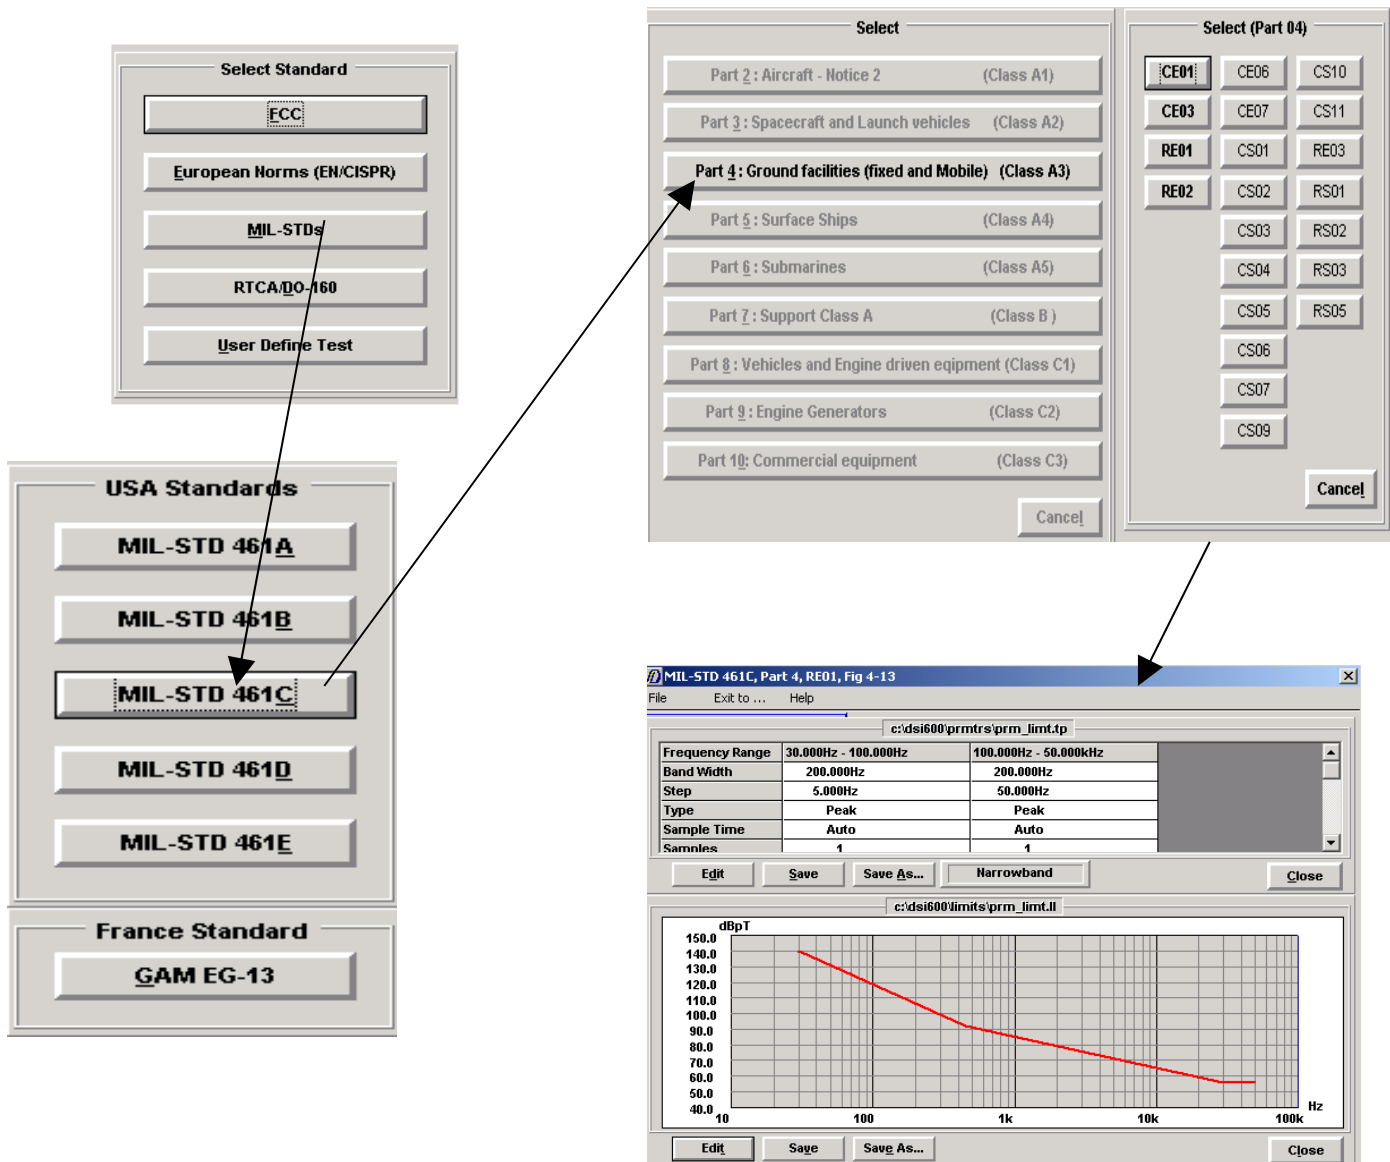 Select Standard
FCC
European Norms (EN/CISPR)
MIL-STDs
RTCA/DO-160
User Define Test
USA Standards
MIL-STD 461A
MIL-STD 461B
MIL-STD 461C
MIL-STD 461D
MIL-STD 461E
France Standard
GAM EG-13
Select
Part 2 : Aircraft - Notice 2 (Class A1)
Part 3 : Spacecraft and Launch vehicles (Class A2)
Part 4 : Ground facilities (fixed and Mobile) (Class A3)
Part 5 : Surface Ships (Class A4)
Part 6 : Submarines (Class A5)
Part 7 : Support Class A (Class B )
Part 8 : Vehicles and Engine driven eqipment (Class C1)
Part 9 : Engine Generators (Class C2)
Part 10: Commercial equipment (Class C3)
Cancel
Select (Part 04)
CE01 CE06 CS10
CE03 CE07 CS11
RE01 CS01 RE03
RE02 CS02 RS01
CS03 RS02
CS04 RS03
CS05 RS05
CS06
CS07
CS09
Cancel
MIL-STD 461C, Part 4, RE01, Fig 4-13
File Exit to ... Help
c:\dsi600\prmtrs\prm_limt.tp
Frequency Range 30.000Hz - 100.000Hz 100.000Hz - 50.000kHz
Band Width 200.000Hz 200.000Hz
Step 5.000Hz 50.000Hz
Type Peak Peak
Sample Time Auto Auto
Samples 1 1
Edit Save Save As... Narrowband Close
c:\dsi600\limits\prm_limt.ll
dBpT
150.0
140.0
130.0
120.0
110.0
100.0
90.0
80.0
70.0
60.0
50.0
40.0
10 100 1k 10k 100k Hz
Edit Save Save As... Close